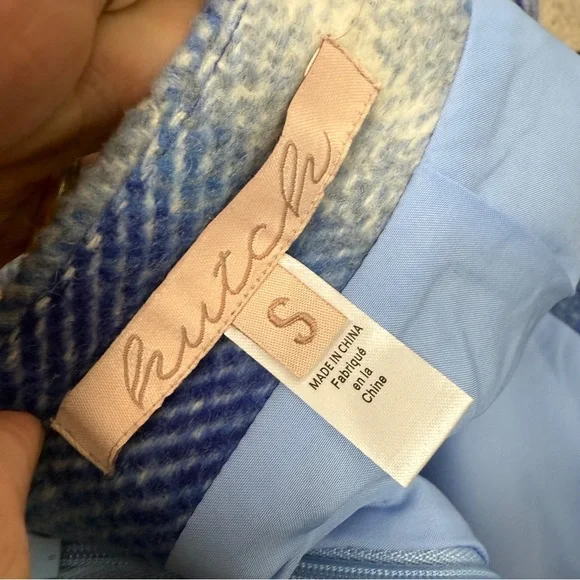 hutch
S
MADE IN CHINA
Fabriqué
en la
Chine